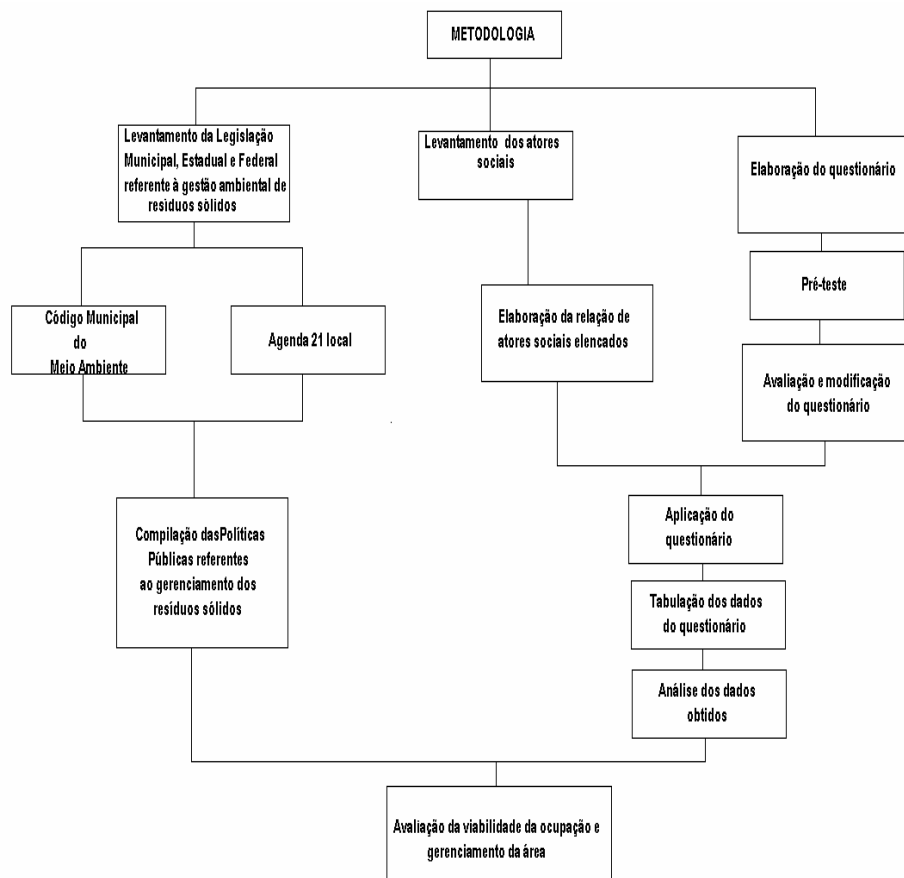 METODOLOGIA
Levantamento da Legislação
Municipal, Estadual e Federal
referente à gestão ambiental de
resíduos sólidos
Levantamento dos atores
sociais
Elaboração do questionário
Pré-teste
Código Municipal
do
Meio Ambiente
Agenda 21 local
Elaboração da relação de
atores sociais elencados
Avaliação e modificação
do questionário
Compilação dasPolíticas
Públicas referentes
ao gerenciamento dos
resíduos sólidos
Aplicação do
questionário
Tabulação dos dados
do questionário
Análise dos dados
obtidos
Avaliação da viabilidade da ocupação e
gerenciamento da área